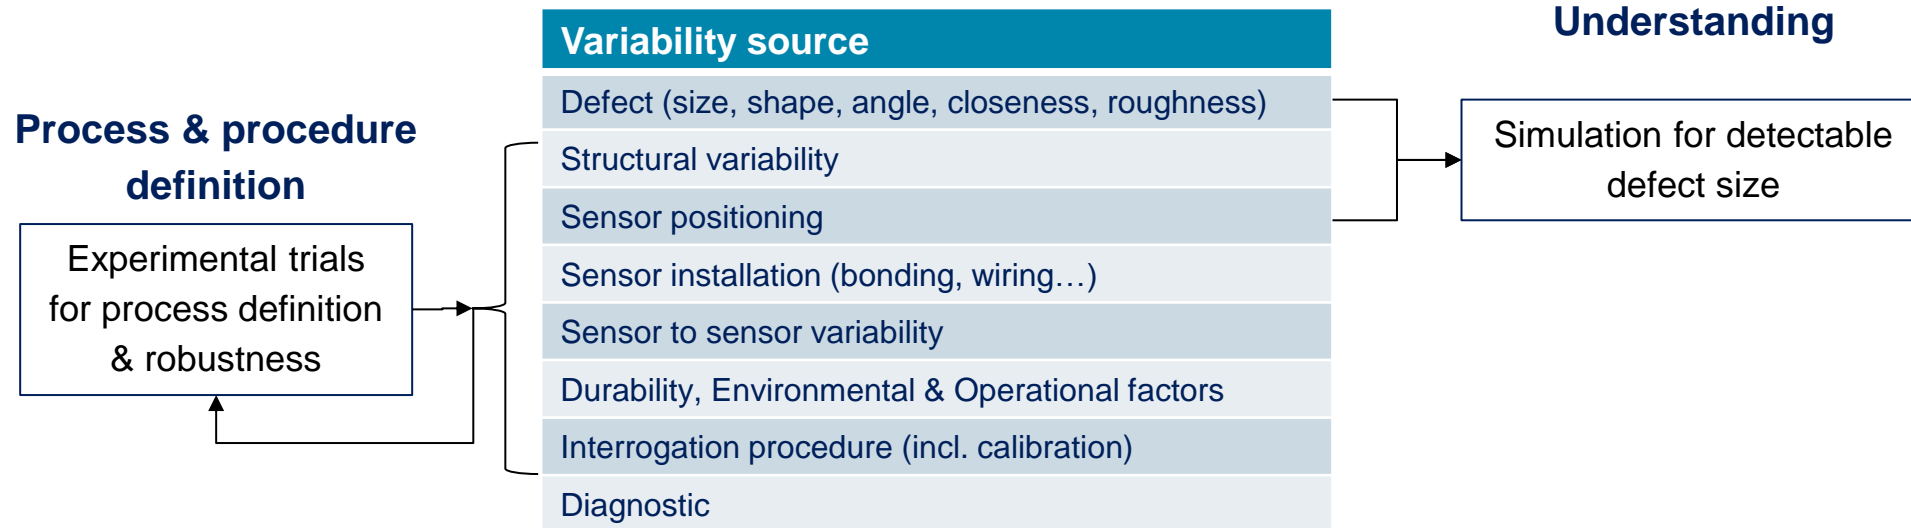 Process & procedure
definition
Experimental trials
for process definition
& robustness
Variability source
Defect (size, shape, angle, closeness, roughness)
Structural variability
Sensor positioning
Sensor installation (bonding, wiring…)
Sensor to sensor variability
Durability, Environmental & Operational factors
Interrogation procedure (incl. calibration)
Diagnostic
Understanding
Simulation for detectable
defect size